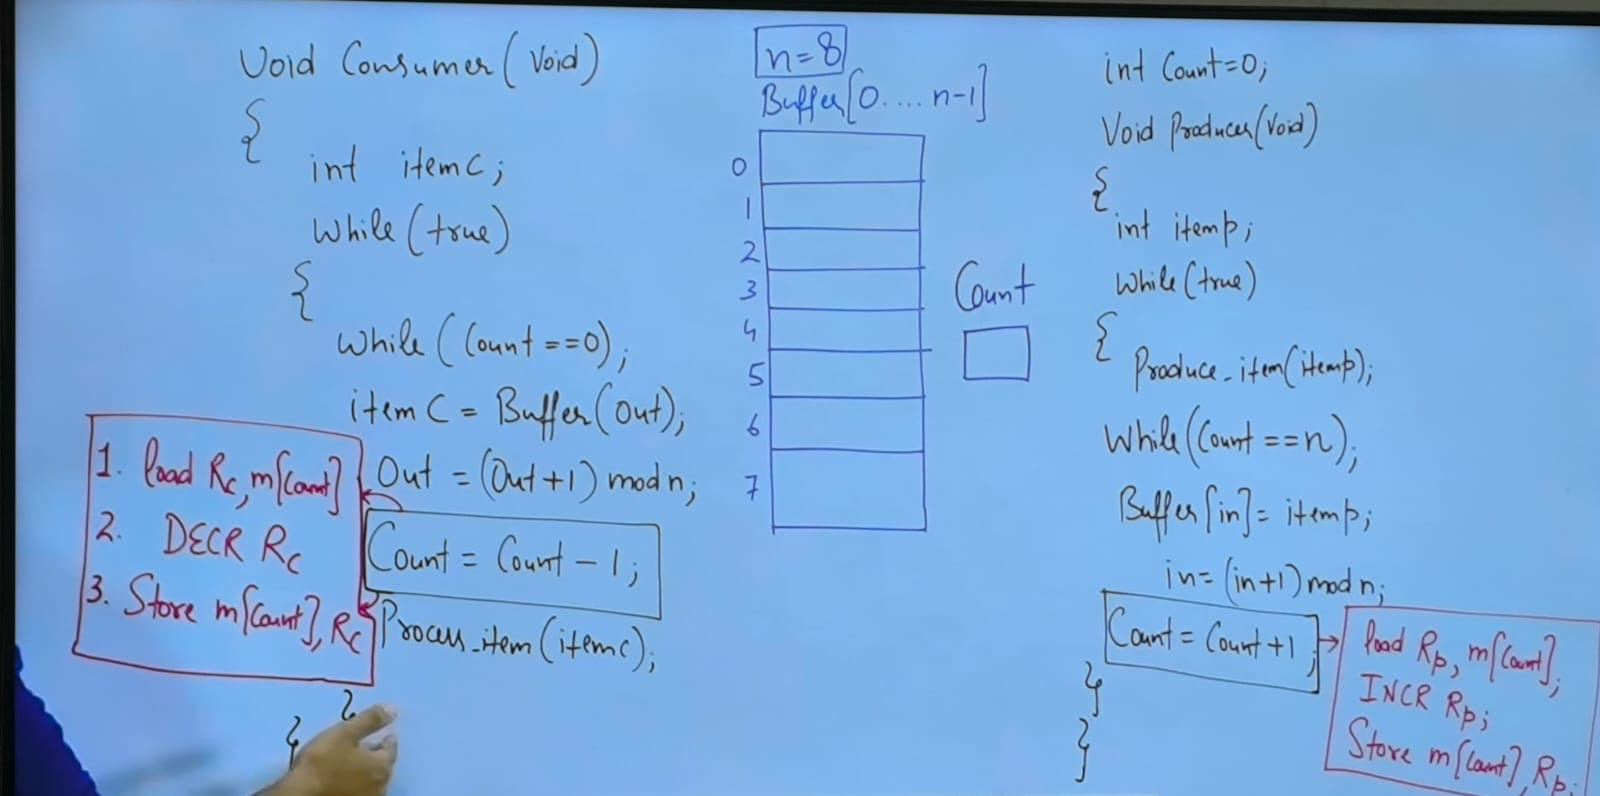 Void Consumer(Void)
{
int itemc;
While(true)
{
while(Count==0);
itemC = Buffer(Out);
Out = (Out+1) mod n;
Count = Count - 1;
Process_item(itemc);
}
}
1. load Rc, m[Count]
2. DECR Rc
3. Store m[Count], Rc
n=8
Buffer[0....n-1]
0
1
2
3
4
5
6
7
Count
int Count=0;
Void Producer(Void)
{
int itemp;
While(true)
{
Produce_item(itemp);
While(Count==n);
Buffer[in]= itemp;
in=(in+1)mod n;
Count = Count+1;
}
}
load Rp, m[Count];
INCR Rp;
Store m[Count], Rp;